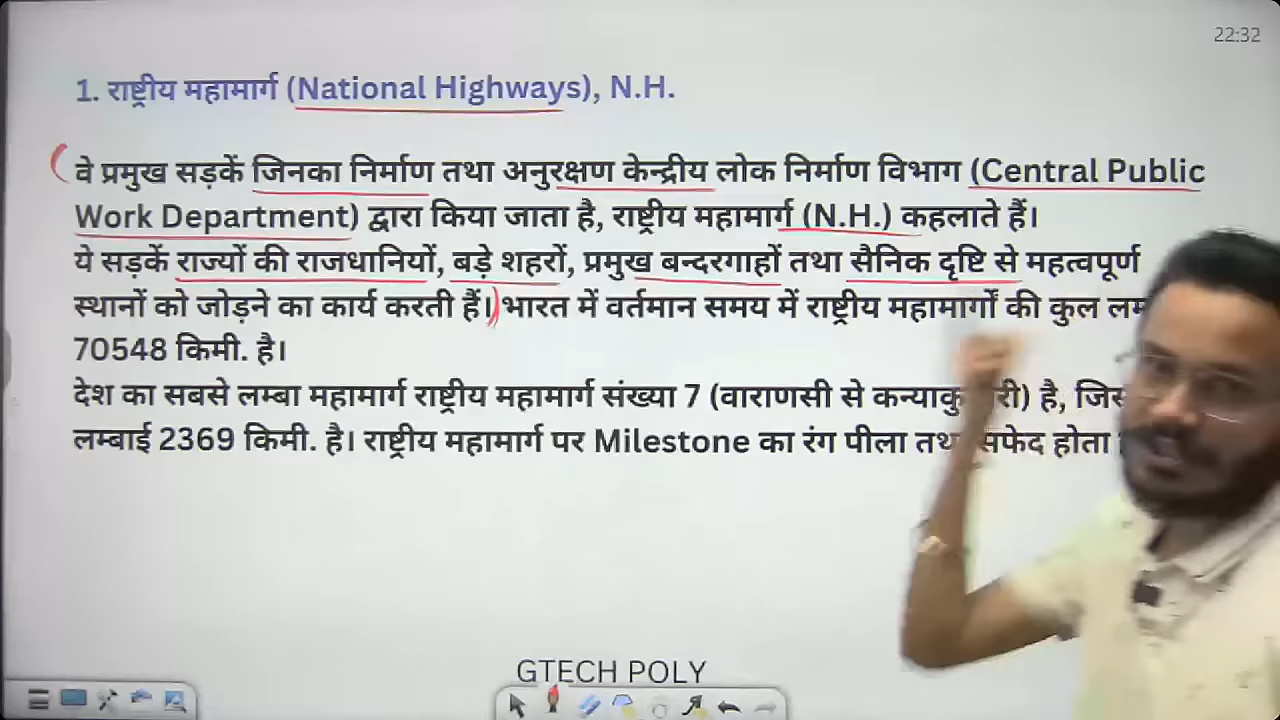 22:32
1. राष्ट्रीय महामार्ग (National Highways), N.H.
वे प्रमुख सड़कें जिनका निर्माण तथा अनुरक्षण केन्द्रीय लोक निर्माण विभाग (Central Public
Work Department) द्वारा किया जाता है, राष्ट्रीय महामार्ग (N.H.) कहलाते हैं।
ये सड़कें राज्यों की राजधानियों, बड़े शहरों, प्रमुख बन्दरगाहों तथा सैनिक दृष्टि से महत्वपूर्ण
स्थानों को जोड़ने का कार्य करती हैं। भारत में वर्तमान समय में राष्ट्रीय महामार्गों की कुल
70548 किमी. है।
देश का सबसे लम्बा महामार्ग राष्ट्रीय महामार्ग संख्या 7 (वाराणसी से है,
लम्बाई 2369 किमी. है। राष्ट्रीय महामार्ग पर Milestone का रंग पीला सफेद होता
GTECH POLY